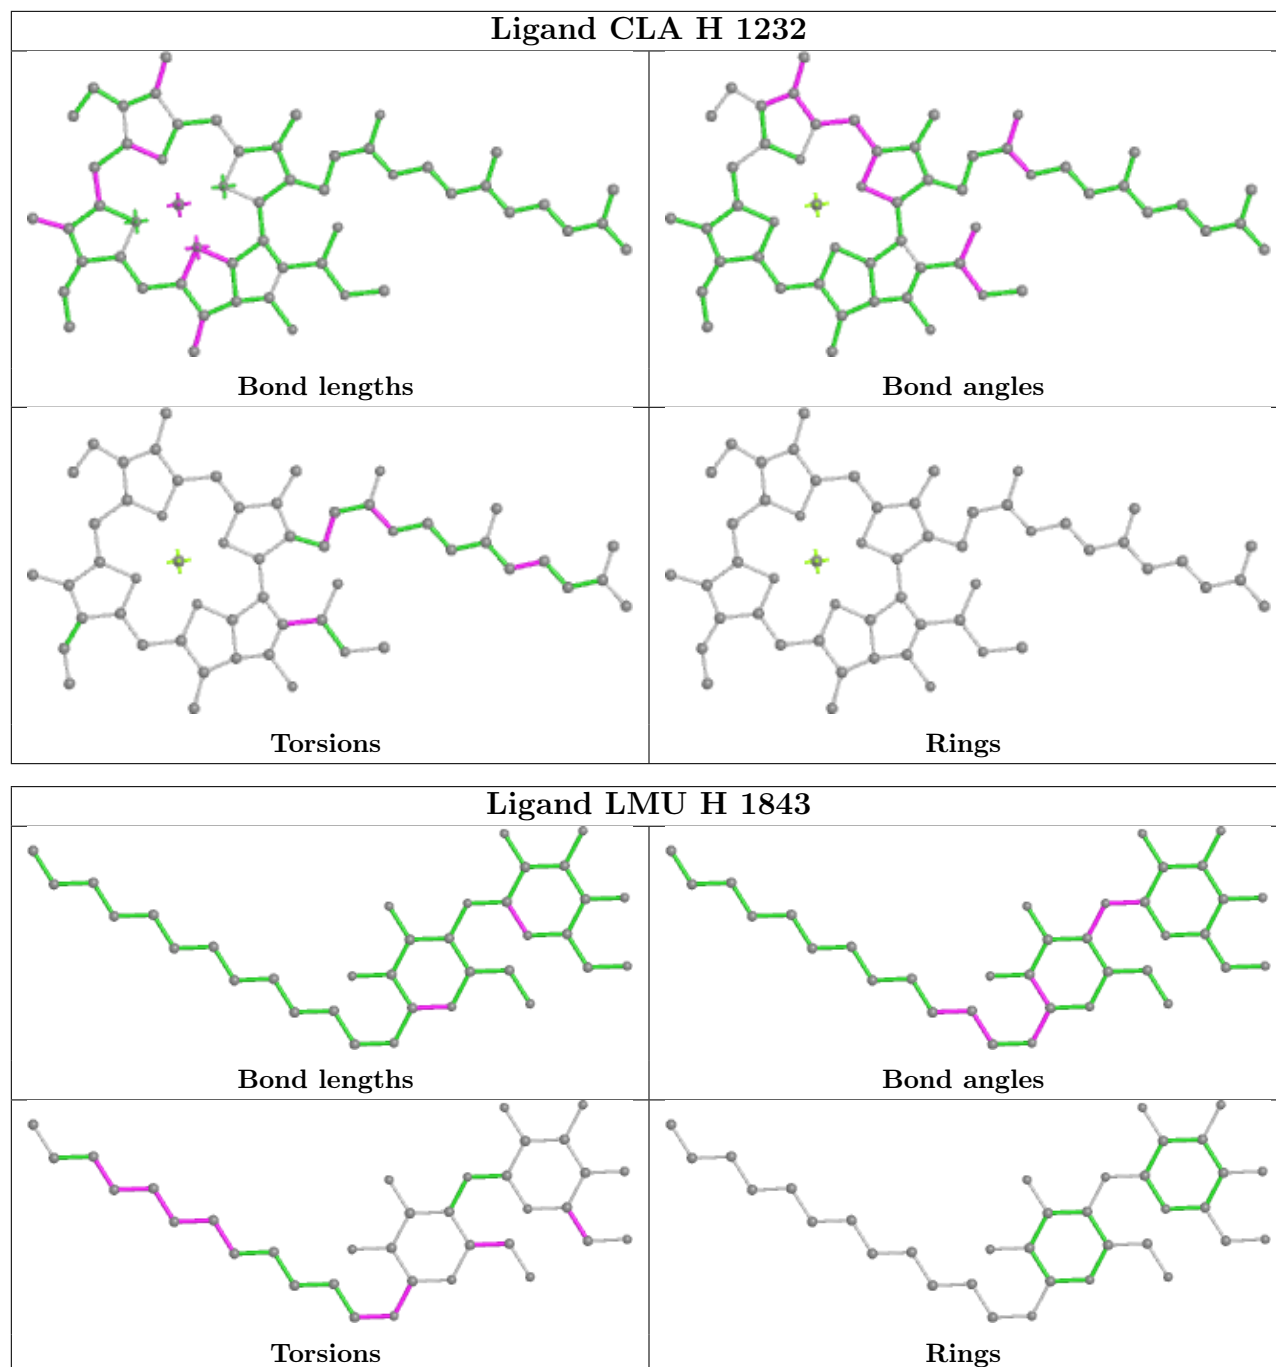 Ligand CLA H 1232
Bond lengths
Bond angles
Torsions
Rings
Ligand LMU H 1843
Bond lengths
Bond angles
Torsions
Rings